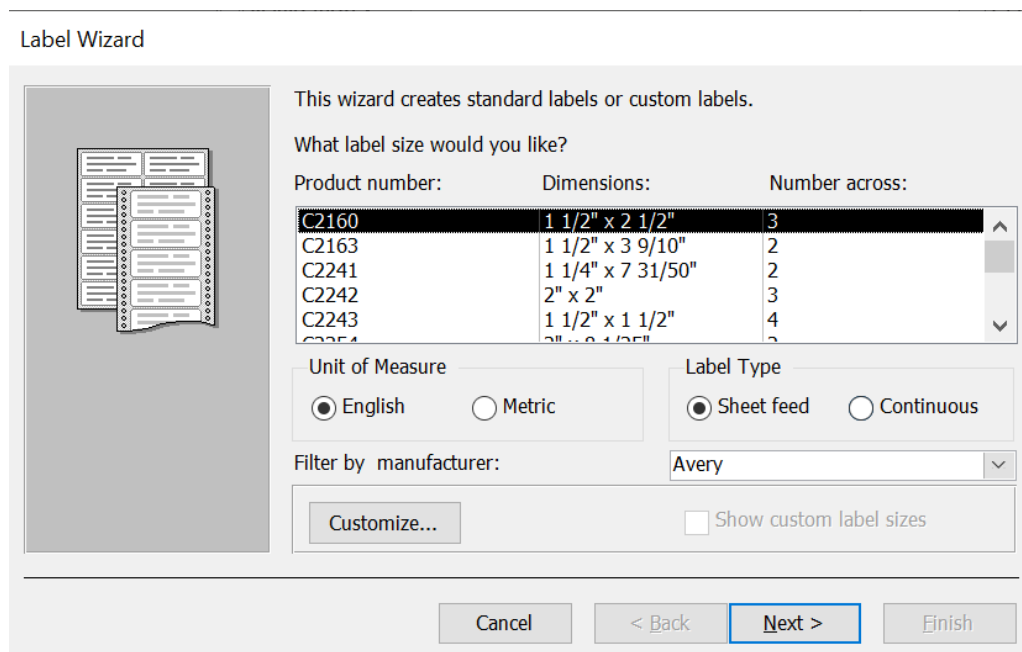 Label Wizard
This wizard creates standard labels or custom labels.
What label size would you like?
Product number: Dimensions: Number across:
C2160 1 1/2" x 2 1/2" 3
C2163 1 1/2" x 3 9/10" 2
C2241 1 1/4" x 7 31/50" 2
C2242 2" x 2" 3
C2243 1 1/2" x 1 1/2" 4
Unit of Measure Label Type
English Metric Sheet feed Continuous
Filter by manufacturer: Avery
Customize... Show custom label sizes
Cancel < Back Next > Finish